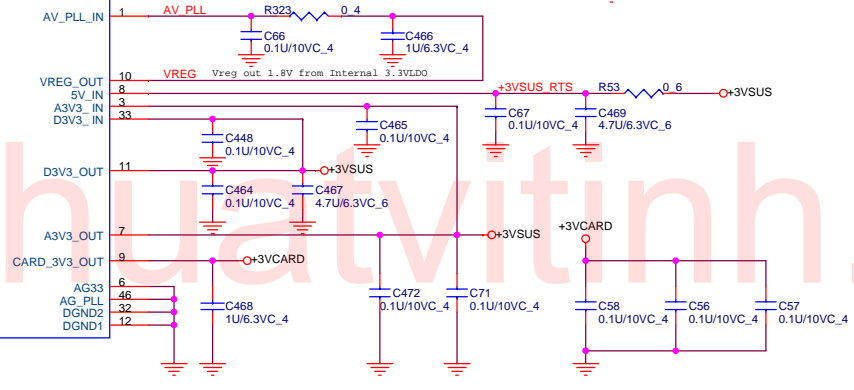 AV_PLL_IN 1 AV_PLL R323 0_4
C66
0.1U/10VC_4
C466
1U/6.3VC_4
VREG_OUT 10 VREG Vreg out 1.8V from Internal 3.3VLDO
5V_IN 8 +3VSUS_RTS R53 0_6 +3VSUS
A3V3_IN 3
D3V3_IN 33
C67
0.1U/10VC_4
C469
4.7U/6.3VC_6
C465
0.1U/10VC_4
C448
0.1U/10VC_4
D3V3_OUT 11 +3VSUS
C464
0.1U/10VC_4
C467
4.7U/6.3VC_6
huatvitinh.
A3V3_OUT 7 +3VSUS
+3VCARD
CARD_3V3_OUT 9 +3VCARD
AG33 6
AG_PLL 46
DGND2 32
DGND1 12
C468
1U/6.3VC_4
C472
0.1U/10VC_4
C71
0.1U/10VC_4
C58
0.1U/10VC_4
C56
0.1U/10VC_4
C57
0.1U/10VC_4